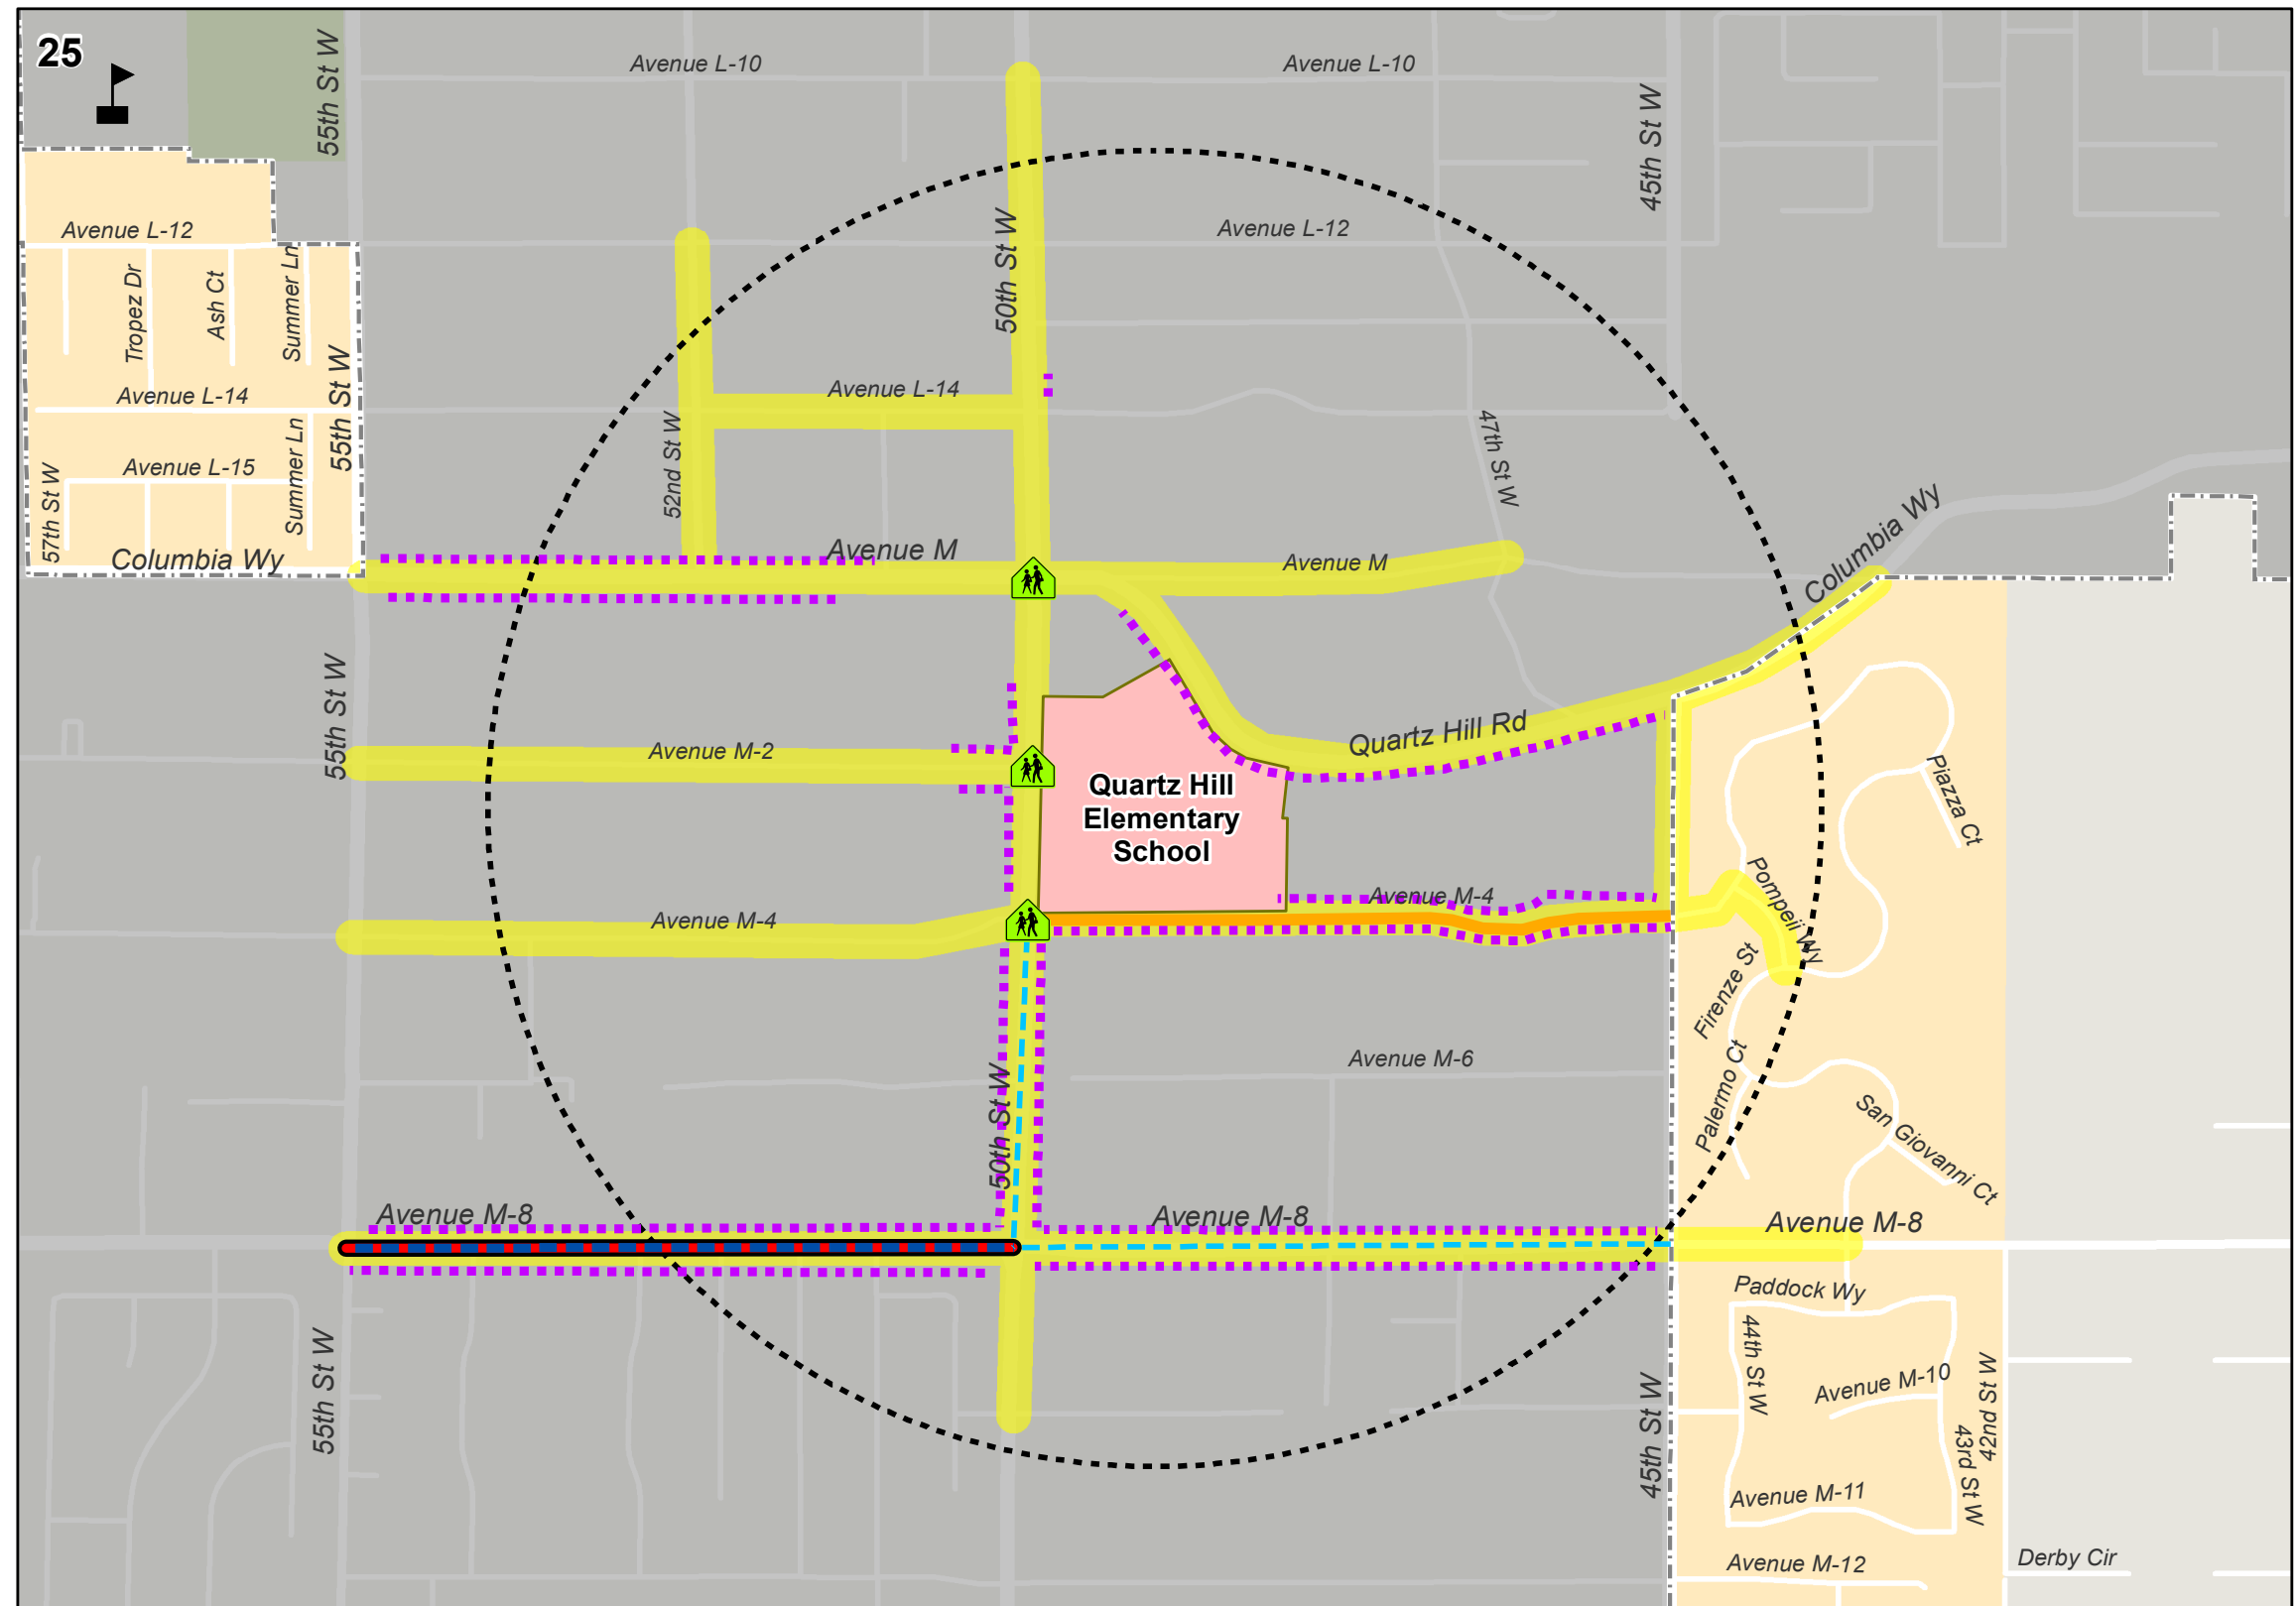 25
55th St W
Avenue L-10
Avenue L-10
45th St W
Avenue L-12
50th St W
Avenue L-12
Tropez Dr
Ash Ct
Summer Ln
55th St W
Avenue L-14
Avenue L-14
52nd St W
47th St W
Avenue L-15
Summer Ln
57th St W
Columbia Wy
Avenue M
Avenue M
Columbia Wy
55th St W
Avenue M-2
Quartz Hill Rd
Quartz Hill
Elementary
School
Piazza Ct
Avenue M-4
Avenue M-4
Pompeii Wy
Firenze St
50th St W
Avenue M-6
Palermo Ct
San Giovanni Ct
Avenue M-8
Avenue M-8
Avenue M-8
Paddock Wy
55th St W
45th St W
44th St W
Avenue M-10
42nd St W
43rd St W
Avenue M-11
Avenue M-12
Derby Cir